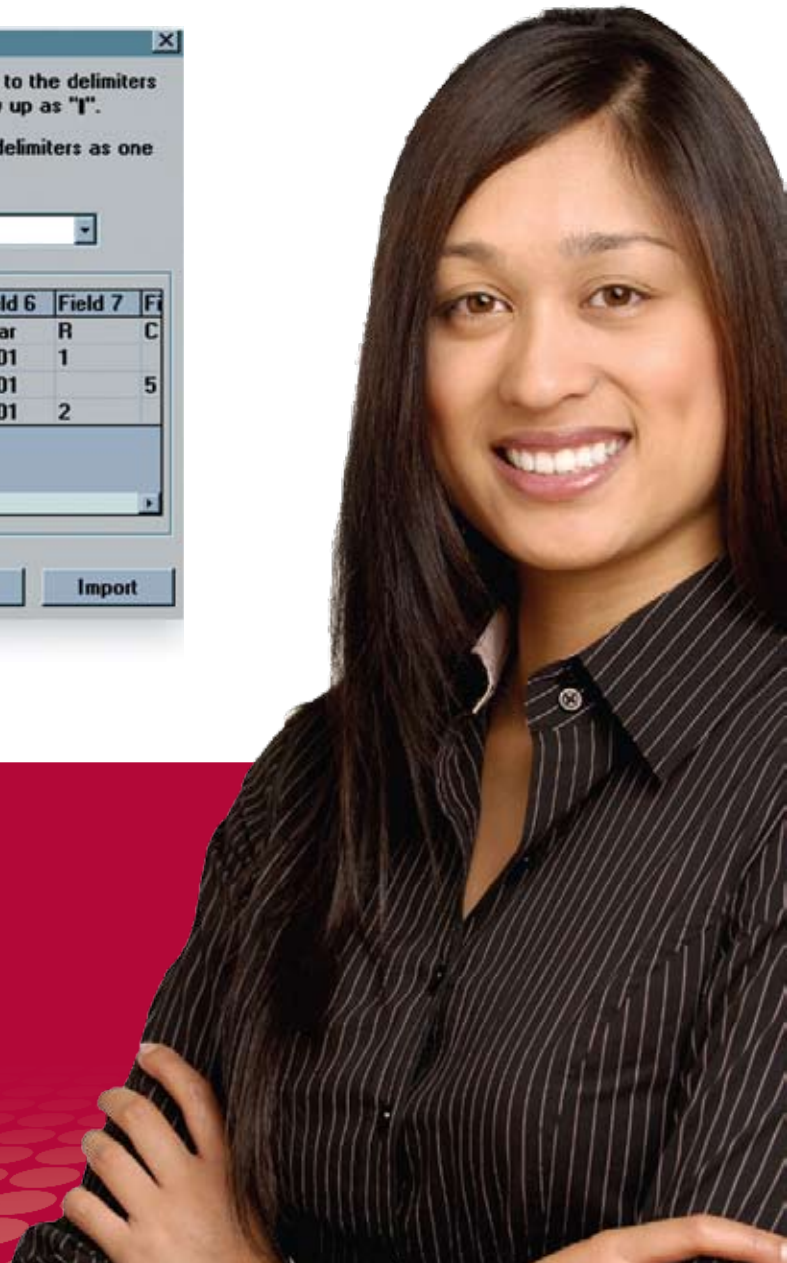 to the delimiters
up as "I".
delimiters as one
ld 6 Field 7 Fi
ar R C
01 1
01 5
01 2
Import